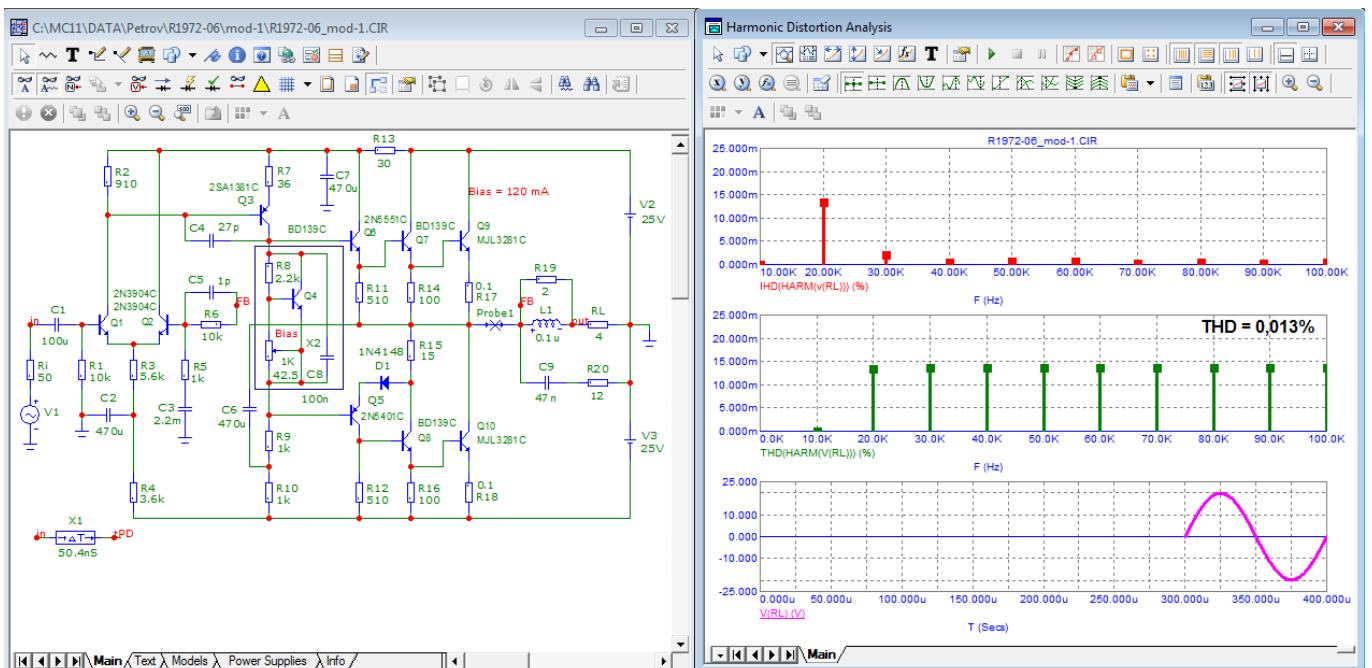 C:\MC11\DATA\Petrov\R1972-06\mod-1\R1972-06_mod-1.CIR
R13
30
R2
910
R7
36
2SA1381C
Q3
C7
470u
Bias = 120 mA
V2
25V
C4
27p
BD139C
2N5551C
Q6
BD139C
Q7
Q9
MJL3281C
R8
2.2k
Q4
R11
510
R14
100
0.1
R17
R19
2
C5
1p
FB
2N3904C
2N3904C
Q1
Q2
R6
10k
C1
100u
in
Probe1
FB
L1
0.1u
out
RL
4
Bias
X2
1K
42.5
C8
100n
1N4148
D1
R15
15
Ri
50
R1
10k
R3
5.6k
R5
1k
C9
47n
R20
12
V1
C2
470u
C3
2.2m
C6
470u
Q5
2N5401C
BD139C
Q8
Q10
MJL3281C
V3
25V
R9
1k
R4
3.6k
R10
1k
R12
510
R16
100
0.1
R18
X1
in
tPD
50.4nS
Main
Text
Models
Power Supplies
Info
Harmonic Distortion Analysis
R1972-06_mod-1.CIR
25.000m
20.000m
15.000m
10.000m
5.000m
0.000m
10.00K 20.00K 30.00K 40.00K 50.00K 60.00K 70.00K 80.00K 90.00K 100.00K
IHD(HARM(v(RL))) (%)
F (Hz)
25.000m
20.000m
15.000m
10.000m
5.000m
0.000m
THD = 0,013%
0.0K 10.0K 20.0K 30.0K 40.0K 50.0K 60.0K 70.0K 80.0K 90.0K 100.0K
THD(HARM(V(RL))) (%)
F (Hz)
25.000
10.000
0.000
-10.000
-25.000
0.000u 50.000u 100.000u 150.000u 200.000u 250.000u 300.000u 350.000u 400.000u
V(RL) (V)
T (Secs)
Main